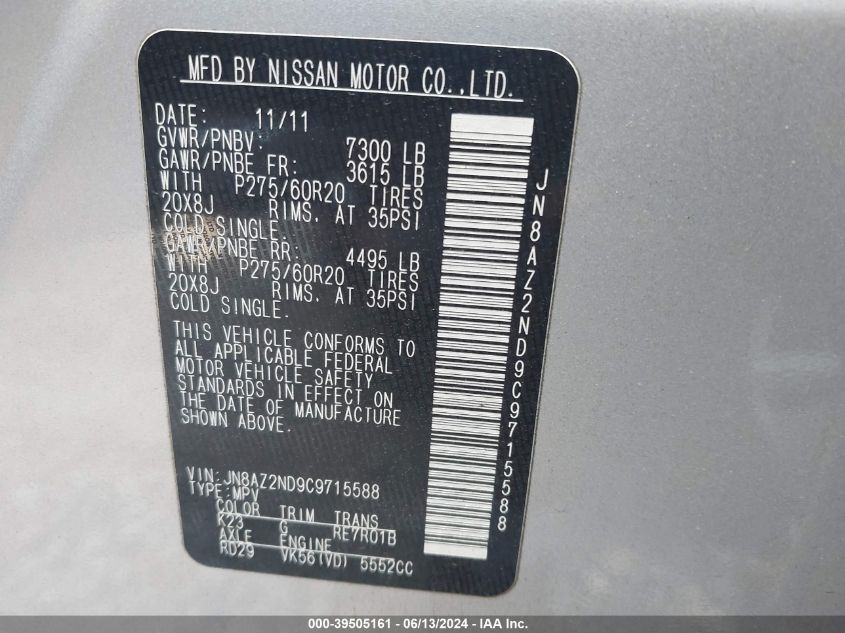 MFD BY NISSAN MOTOR CO.,LTD.
DATE: 11/11
GVWR/PNBV: 7300 LB
GAWR/PNBE FR: 3615 LB
WITH P275/60R20 TIRES
20X8J RIMS, AT 35PSI
COLD SINGLE.
GAWR/PNBE RR: 4495 LB
WITH P275/60R20 TIRES
20X8J RIMS, AT 35PSI
COLD SINGLE.
THIS VEHICLE CONFORMS TO
ALL APPLICABLE FEDERAL
MOTOR VEHICLE SAFETY
STANDARDS IN EFFECT ON
THE DATE OF MANUFACTURE
SHOWN ABOVE.
VIN: JN8AZ2ND9C9715588
TYPE: MPV
COLOR TRIM TRANS
K23 G RE7R01B
AXLE ENGINE
RD29 VK56(VD) 5552CC
JN8AZ2ND9C9715588
000-39505161 - 06/13/2024 - IAA Inc.